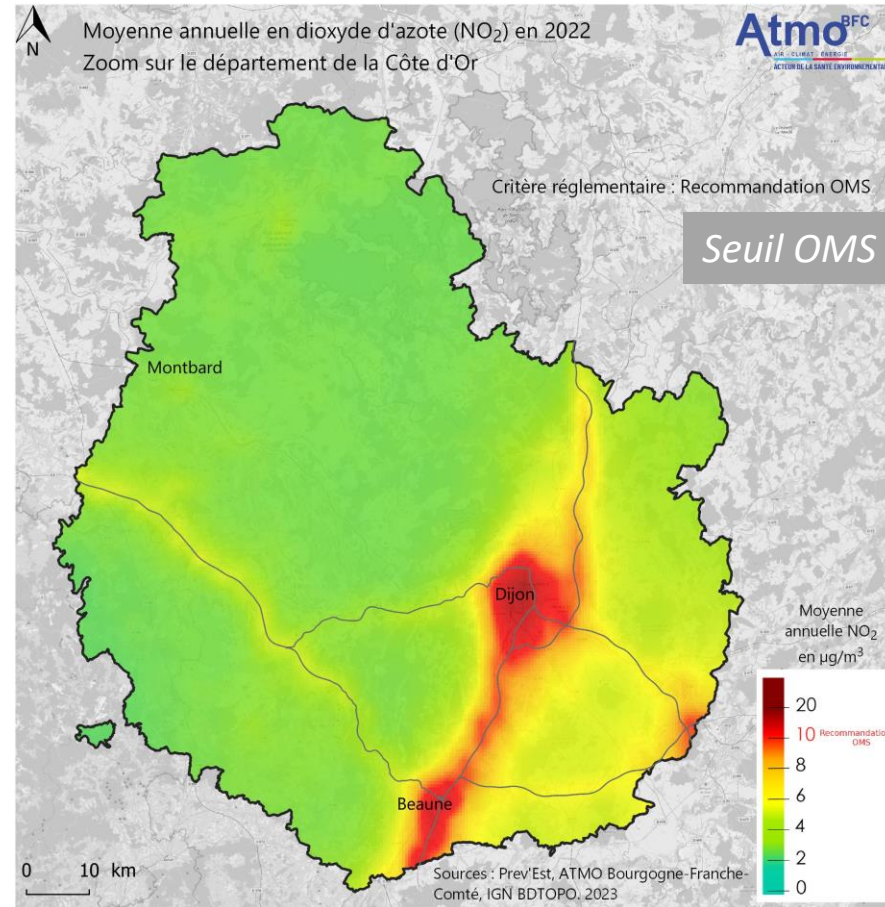 N
Moyenne annuelle en dioxyde d'azote (NO₂) en 2022
Zoom sur le département de la Côte d'Or
Atmo BFC
AIR - CLIMAT - ÉNERGIE
ACTEUR DE LA SANTÉ ENVIRONNEMENTAL
Critère réglementaire : Recommandation OMS
Seuil OMS
Montbard
Dijon
Beaune
Moyenne
annuelle NO₂
en µg/m³
20
10 Recommandation
OMS
8
6
4
2
0
0 10 km
Sources : Prev'Est, ATMO Bourgogne-Franche-
Comté, IGN BDTOPO, 2023